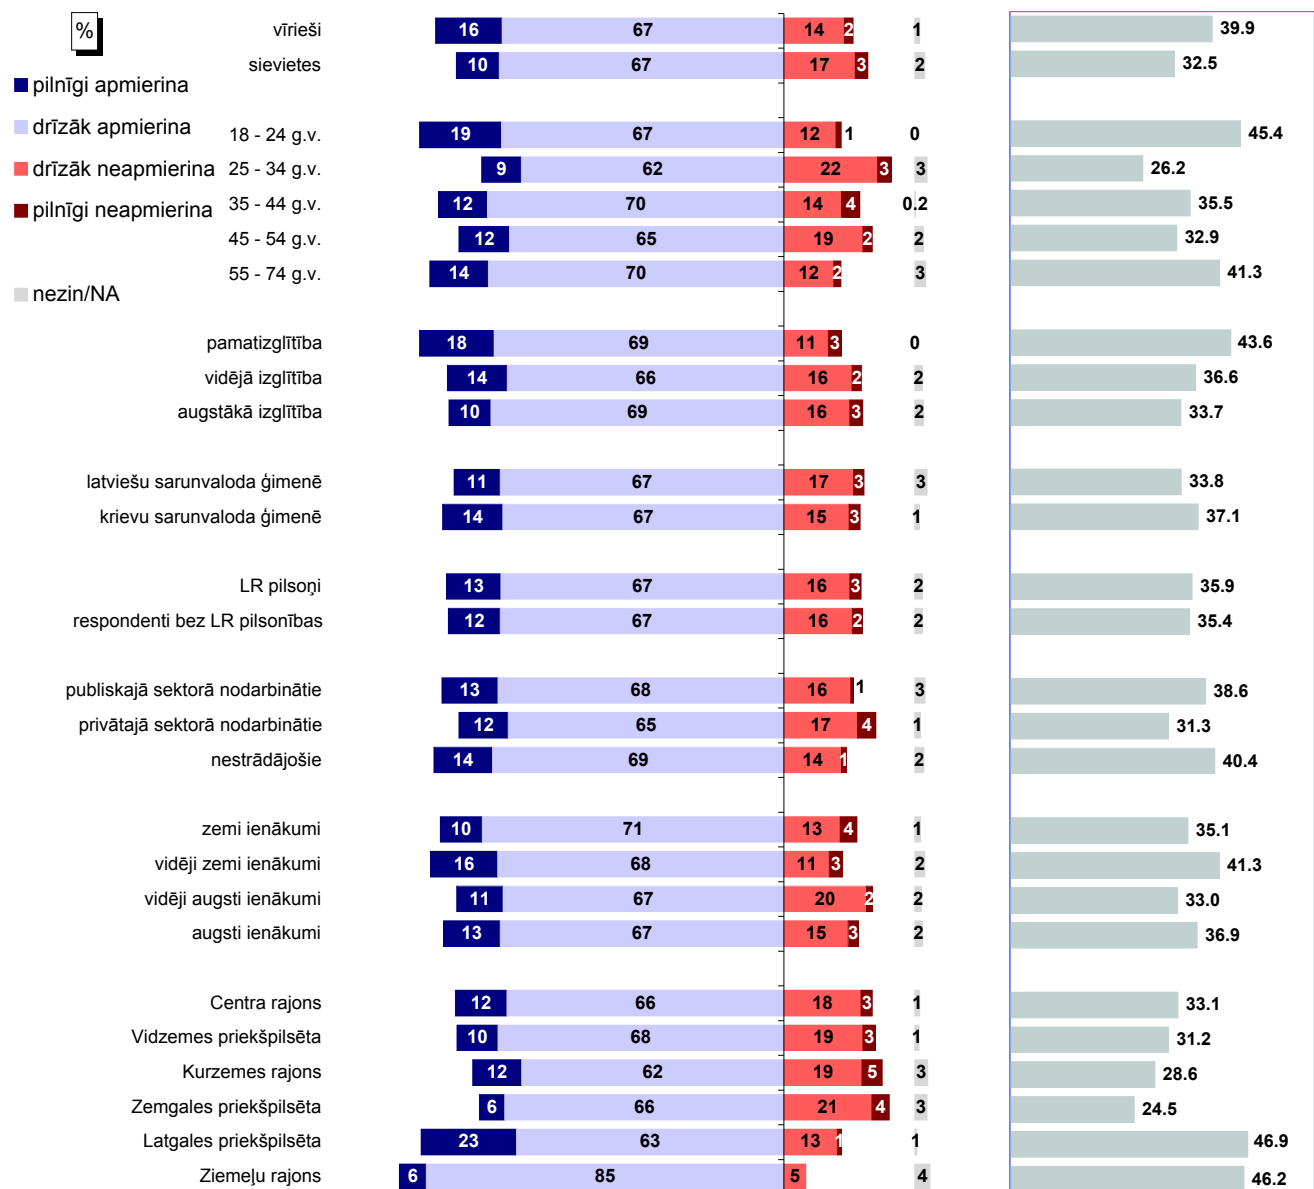 %
pilnīgi apmierina
drīzāk apmierina
drīzāk neapmierina
pilnīgi neapmierina
nezin/NA
vīrieši 16 67 14 2 1 39.9
sievietes 10 67 17 3 2 32.5
18 - 24 g.v. 19 67 12 1 0 45.4
25 - 34 g.v. 9 62 22 3 3 26.2
35 - 44 g.v. 12 70 14 4 0.2 35.5
45 - 54 g.v. 12 65 19 2 2 32.9
55 - 74 g.v. 14 70 12 2 3 41.3
pamatizglītība 18 69 11 3 0 43.6
vidējā izglītība 14 66 16 2 2 36.6
augstākā izglītība 10 69 16 3 2 33.7
latviešu sarunvaloda ģimenē 11 67 17 3 3 33.8
krievu sarunvaloda ģimenē 14 67 15 3 1 37.1
LR pilsoņi 13 67 16 3 2 35.9
respondenti bez LR pilsonības 12 67 16 2 2 35.4
publiskajā sektorā nodarbinātie 13 68 16 1 3 38.6
privātajā sektorā nodarbinātie 12 65 17 4 1 31.3
nestrādājošie 14 69 14 1 2 40.4
zemi ienākumi 10 71 13 4 1 35.1
vidēji zemi ienākumi 16 68 11 3 2 41.3
vidēji augsti ienākumi 11 67 20 2 2 33.0
augsti ienākumi 13 67 15 3 2 36.9
Centra rajons 12 66 18 3 1 33.1
Vidzemes priekšpilsēta 10 68 19 3 1 31.2
Kurzemes rajons 12 62 19 5 3 28.6
Zemgales priekšpilsēta 6 66 21 4 3 24.5
Latgales priekšpilsēta 23 63 13 1 1 46.9
Ziemeļu rajons 6 85 5 4 46.2